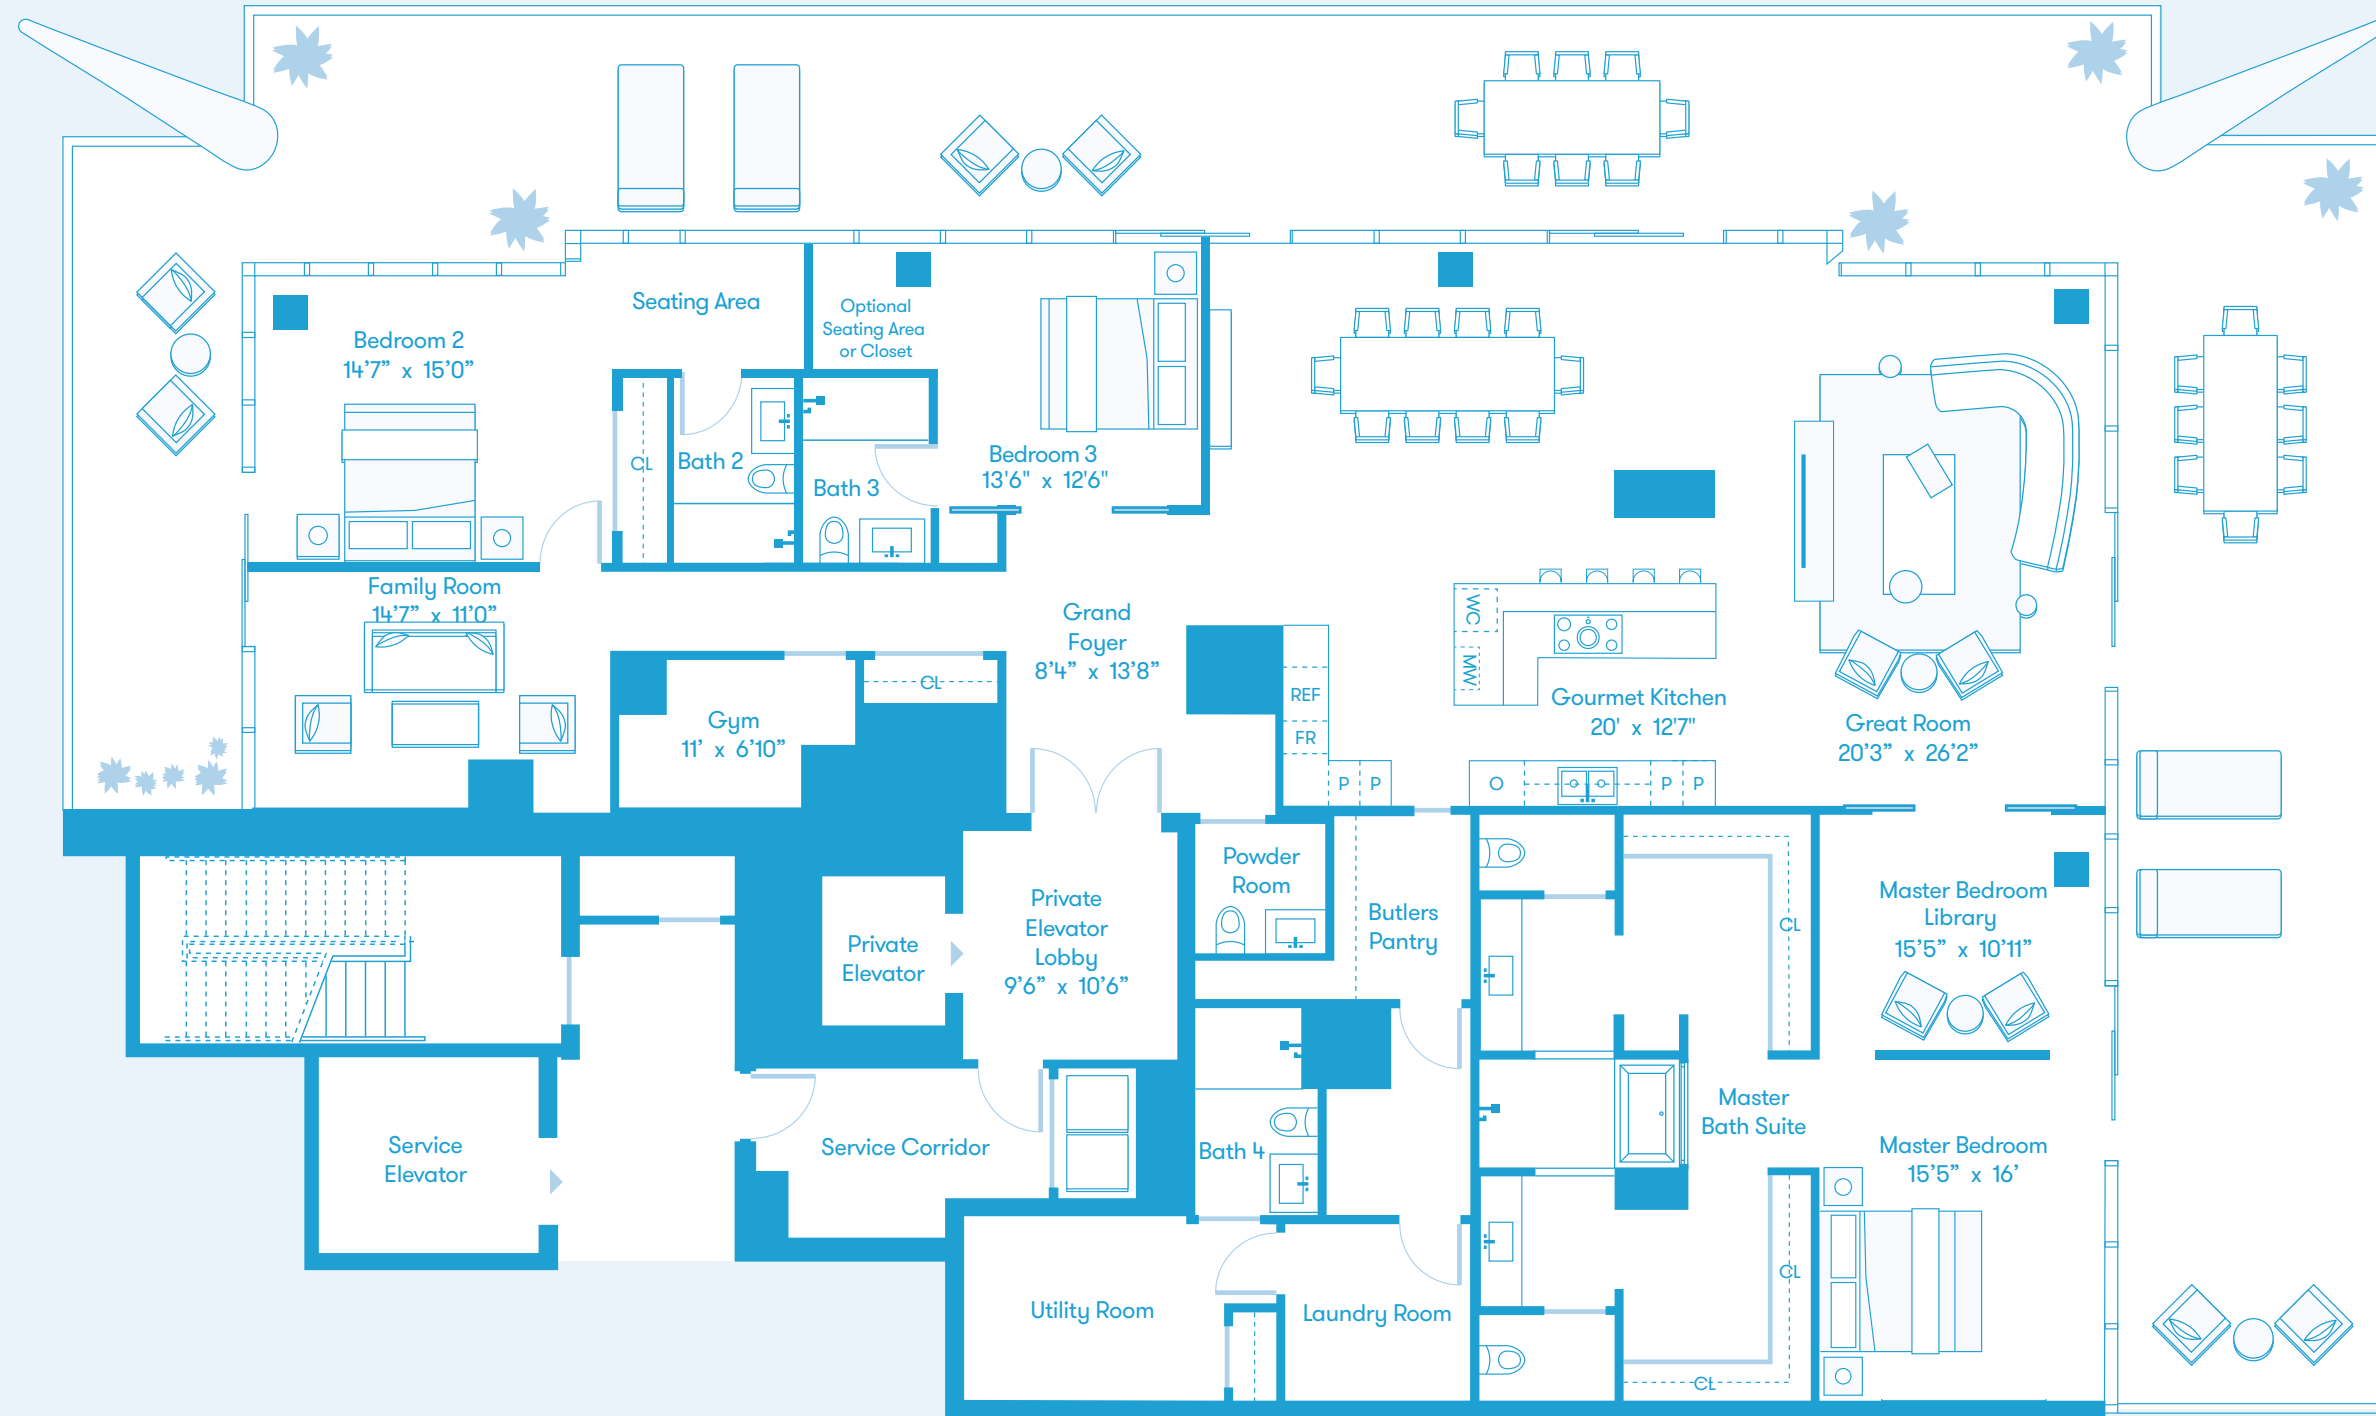 Seating Area
Optional
Seating Area
or Closet
Bedroom 2
14’7” x 15’0”
CL
Bath 2
Bath 3
Bedroom 3
13'6" x 12'6"
Family Room
14’7” x 11’0”
Grand
Foyer
8’4” x 13’8”
CL
Gym
11’ x 6’10”
WC
MW
REF
FR
P
P
O
P
P
Gourmet Kitchen
20' x 12'7"
Great Room
20’3” x 26’2”
Powder
Room
Butlers
Pantry
Private
Elevator
Private
Elevator
Lobby
9’6” x 10’6”
CL
Master Bedroom
Library
15’5” x 10’11”
Service
Elevator
Service Corridor
Bath 4
Master
Bath Suite
Master Bedroom
15’5” x 16’
CL
CL
Utility Room
Laundry Room